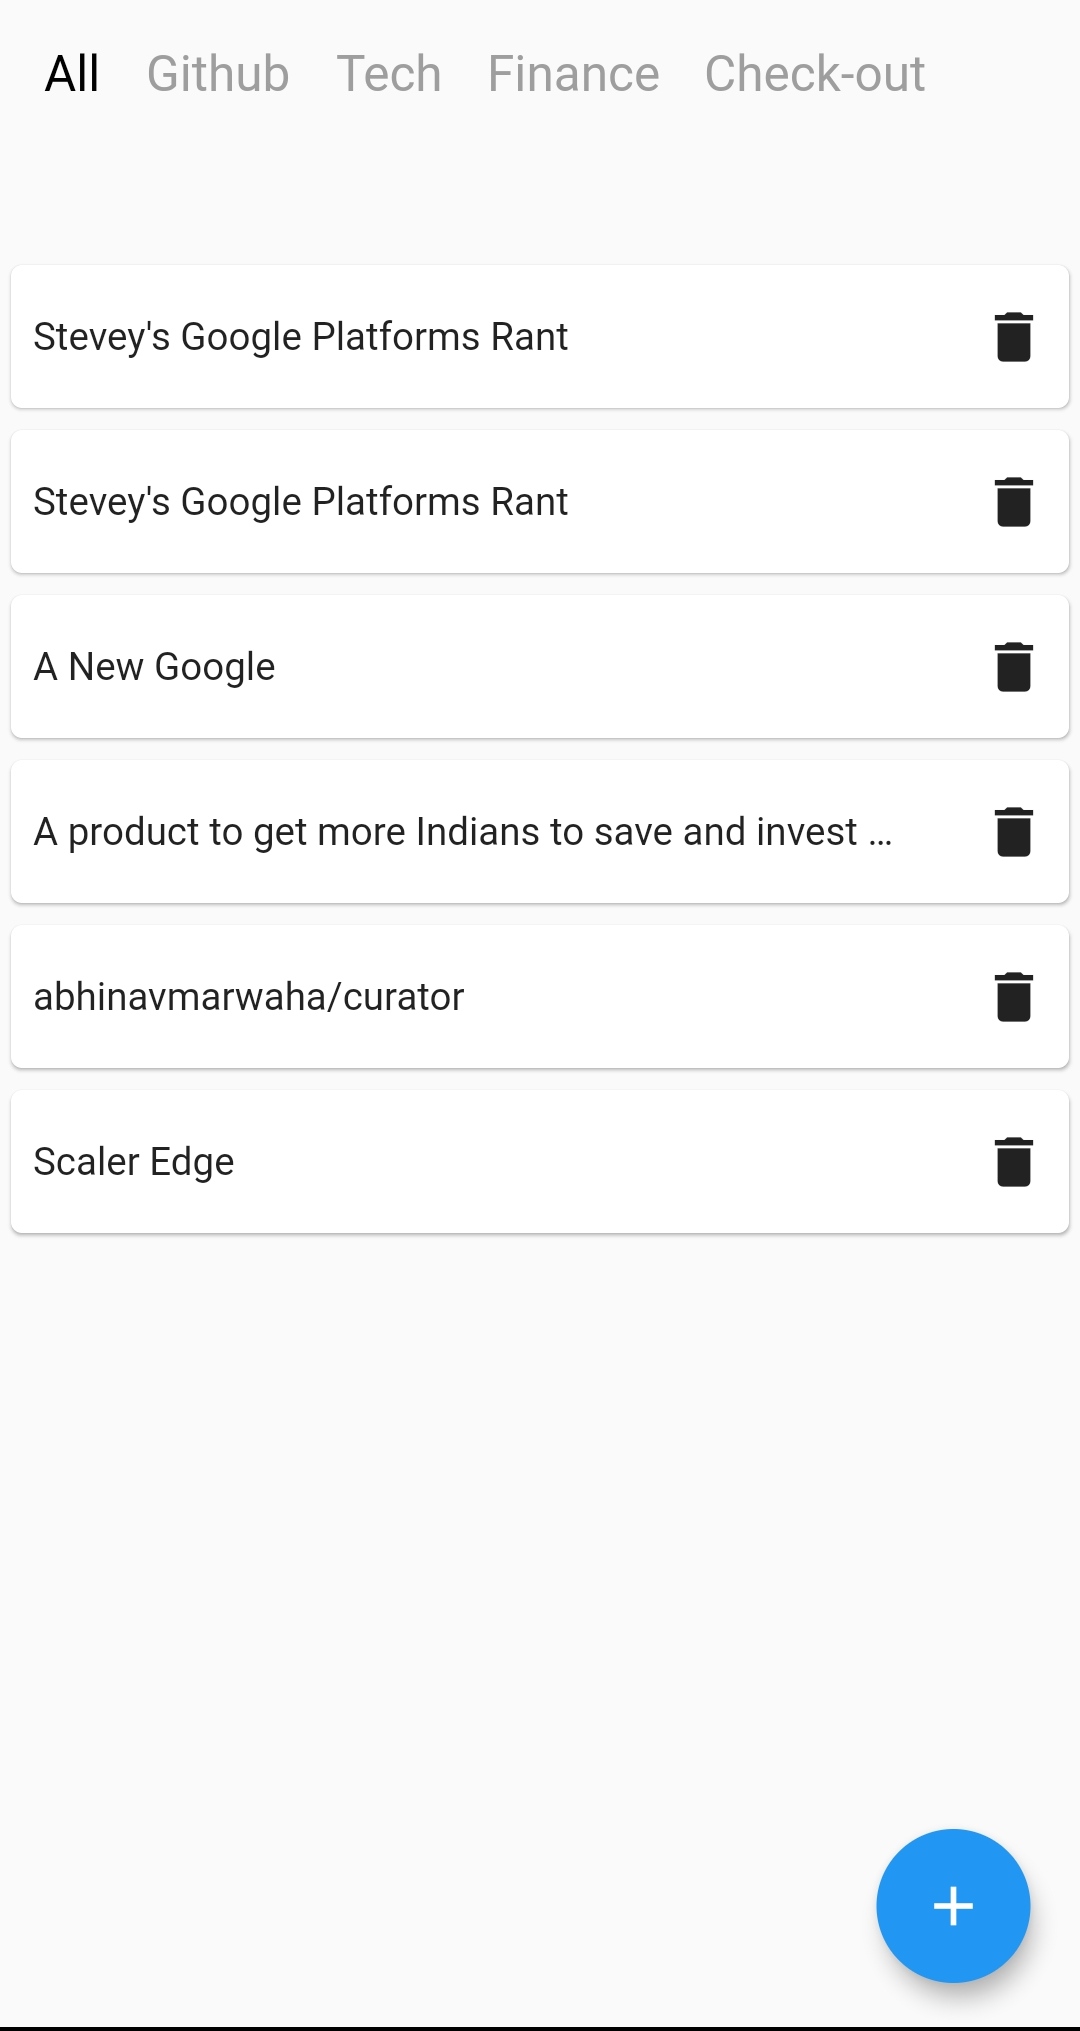 All Github Tech Finance Check-out
Stevey's Google Platforms Rant
Stevey's Google Platforms Rant
A New Google
A product to get more Indians to save and invest ...
abhinavmarwaha/curator
Scaler Edge